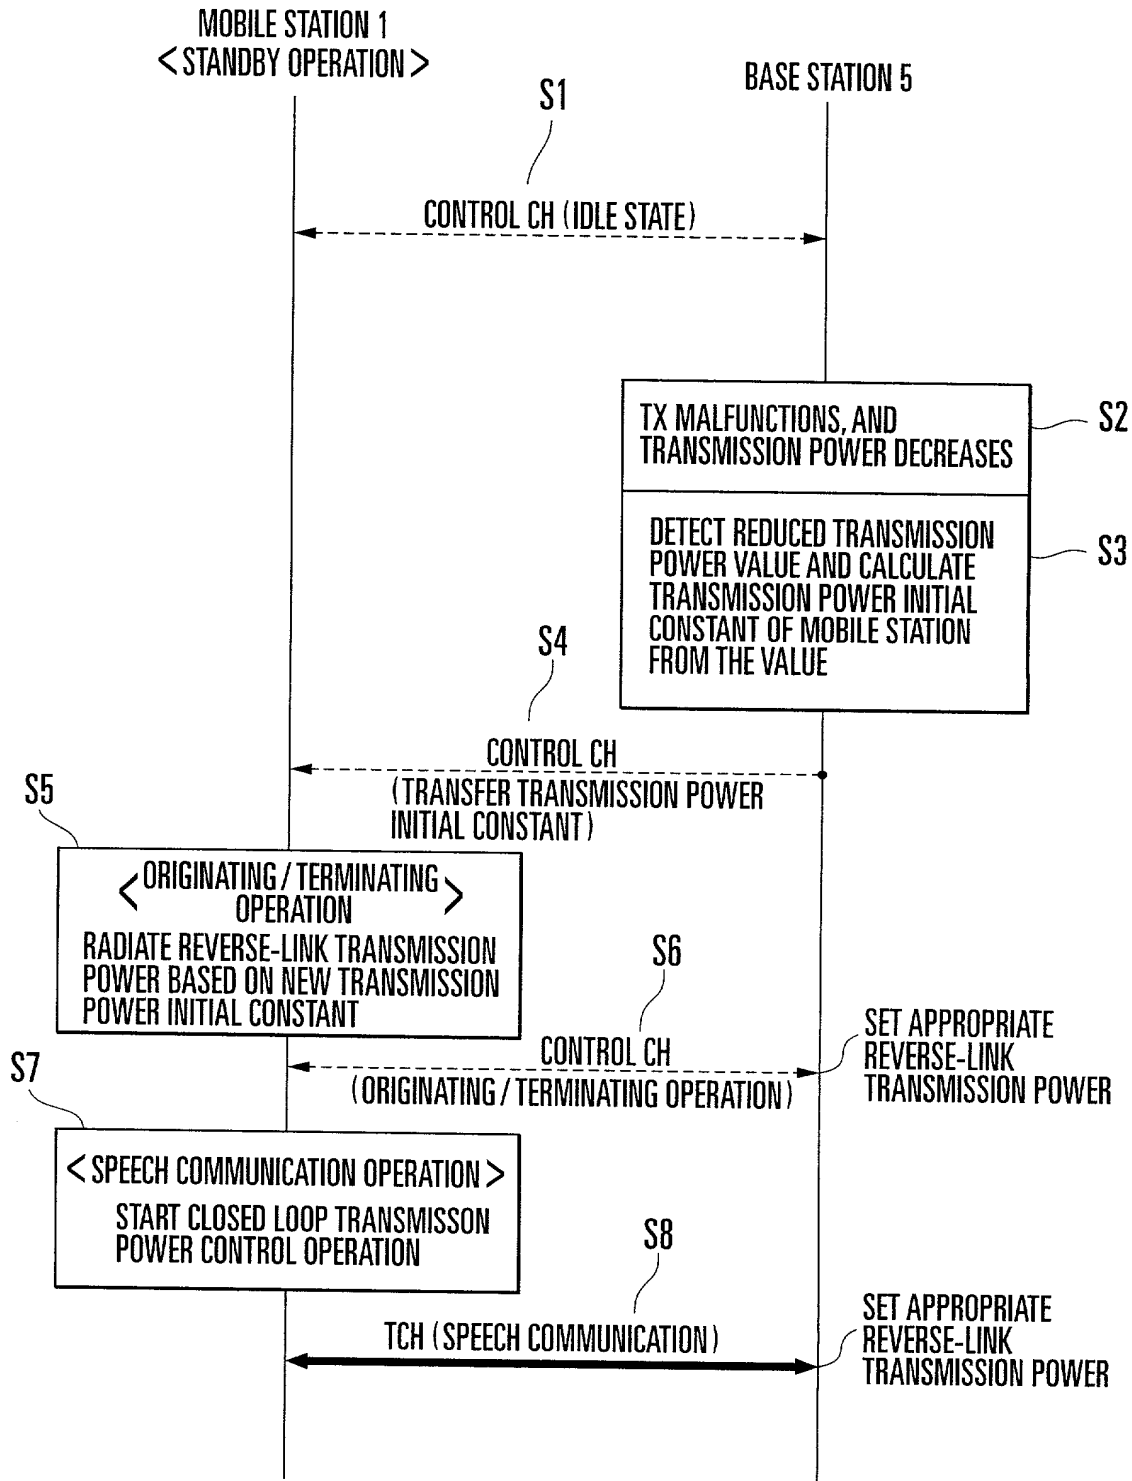 MOBILE STATION 1
<STANDBY OPERATION>
BASE STATION 5
S1
CONTROL CH (IDLE STATE)
TX MALFUNCTIONS, AND
TRANSMISSION POWER DECREASES
S2
DETECT REDUCED TRANSMISSION
POWER VALUE AND CALCULATE
TRANSMISSION POWER INITIAL
CONSTANT OF MOBILE STATION
FROM THE VALUE
S3
S4
CONTROL CH
(TRANSFER TRANSMISSION POWER
INITIAL CONSTANT)
S5
<ORIGINATING / TERMINATING
OPERATION>
RADIATE REVERSE-LINK TRANSMISSION
POWER BASED ON NEW TRANSMISSION
POWER INITIAL CONSTANT
S6
CONTROL CH
(ORIGINATING / TERMINATING OPERATION)
SET APPROPRIATE
REVERSE-LINK
TRANSMISSION POWER
S7
<SPEECH COMMUNICATION OPERATION>
START CLOSED LOOP TRANSMISSON
POWER CONTROL OPERATION
S8
TCH (SPEECH COMMUNICATION)
SET APPROPRIATE
REVERSE-LINK
TRANSMISSION POWER